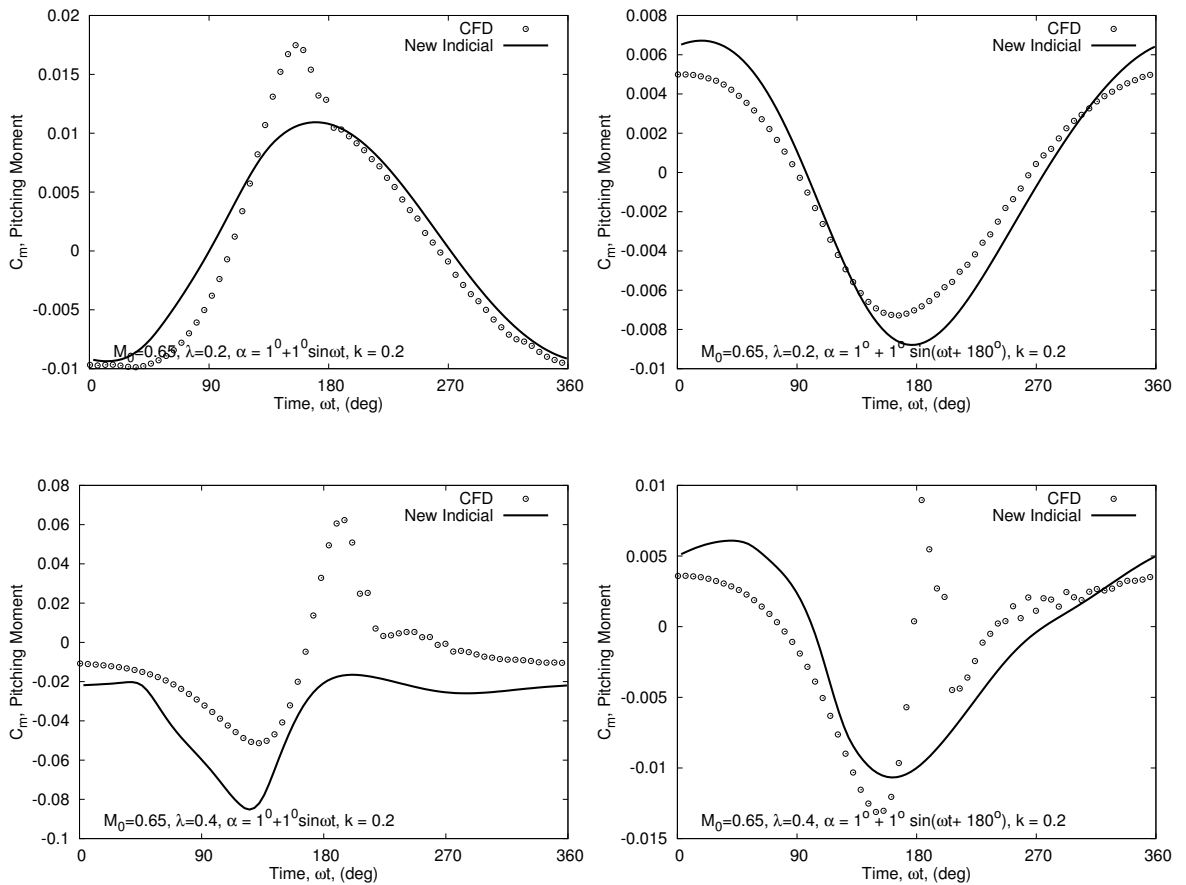 0.02
0.015
0.01
0.005
0
-0.005
-0.01
0 90 180 270 360
C_m, Pitching Moment
Time, ωt, (deg)
CFD
New Indicial
M_0=0.65, λ=0.2, α = 1^0+1^0sinωt, k = 0.2
0.008
0.006
0.004
0.002
0
-0.002
-0.004
-0.006
-0.008
-0.01
0 90 180 270 360
C_m, Pitching Moment
Time, ωt, (deg)
CFD
New Indicial
M_0=0.65, λ=0.2, α = 1^o + 1^o sin(ωt+ 180^o), k = 0.2
0.08
0.06
0.04
0.02
0
-0.02
-0.04
-0.06
-0.08
-0.1
0 90 180 270 360
C_m, Pitching Moment
Time, ωt, (deg)
CFD
New Indicial
M_0=0.65, λ=0.4, α = 1^0+1^0sinωt, k = 0.2
0.01
0.005
0
-0.005
-0.01
-0.015
0 90 180 270 360
C_m, Pitching Moment
Time, ωt, (deg)
CFD
New Indicial
M_0=0.65, λ=0.4, α = 1^o + 1^o sin(ωt+ 180^o), k = 0.2